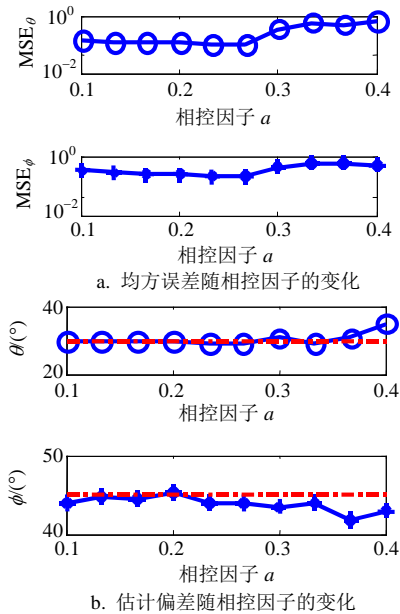 10⁰
MSE_θ
10⁻²
0.1 0.2 0.3 0.4
相控因子 a
10⁰
MSE_ϕ
10⁻²
0.1 0.2 0.3 0.4
相控因子 a
a. 均方误差随相控因子的变化
40
θ/(°)
20
0.1 0.2 0.3 0.4
相控因子 a
50
ϕ/(°)
40
0.1 0.2 0.3 0.4
相控因子 a
b. 估计偏差随相控因子的变化